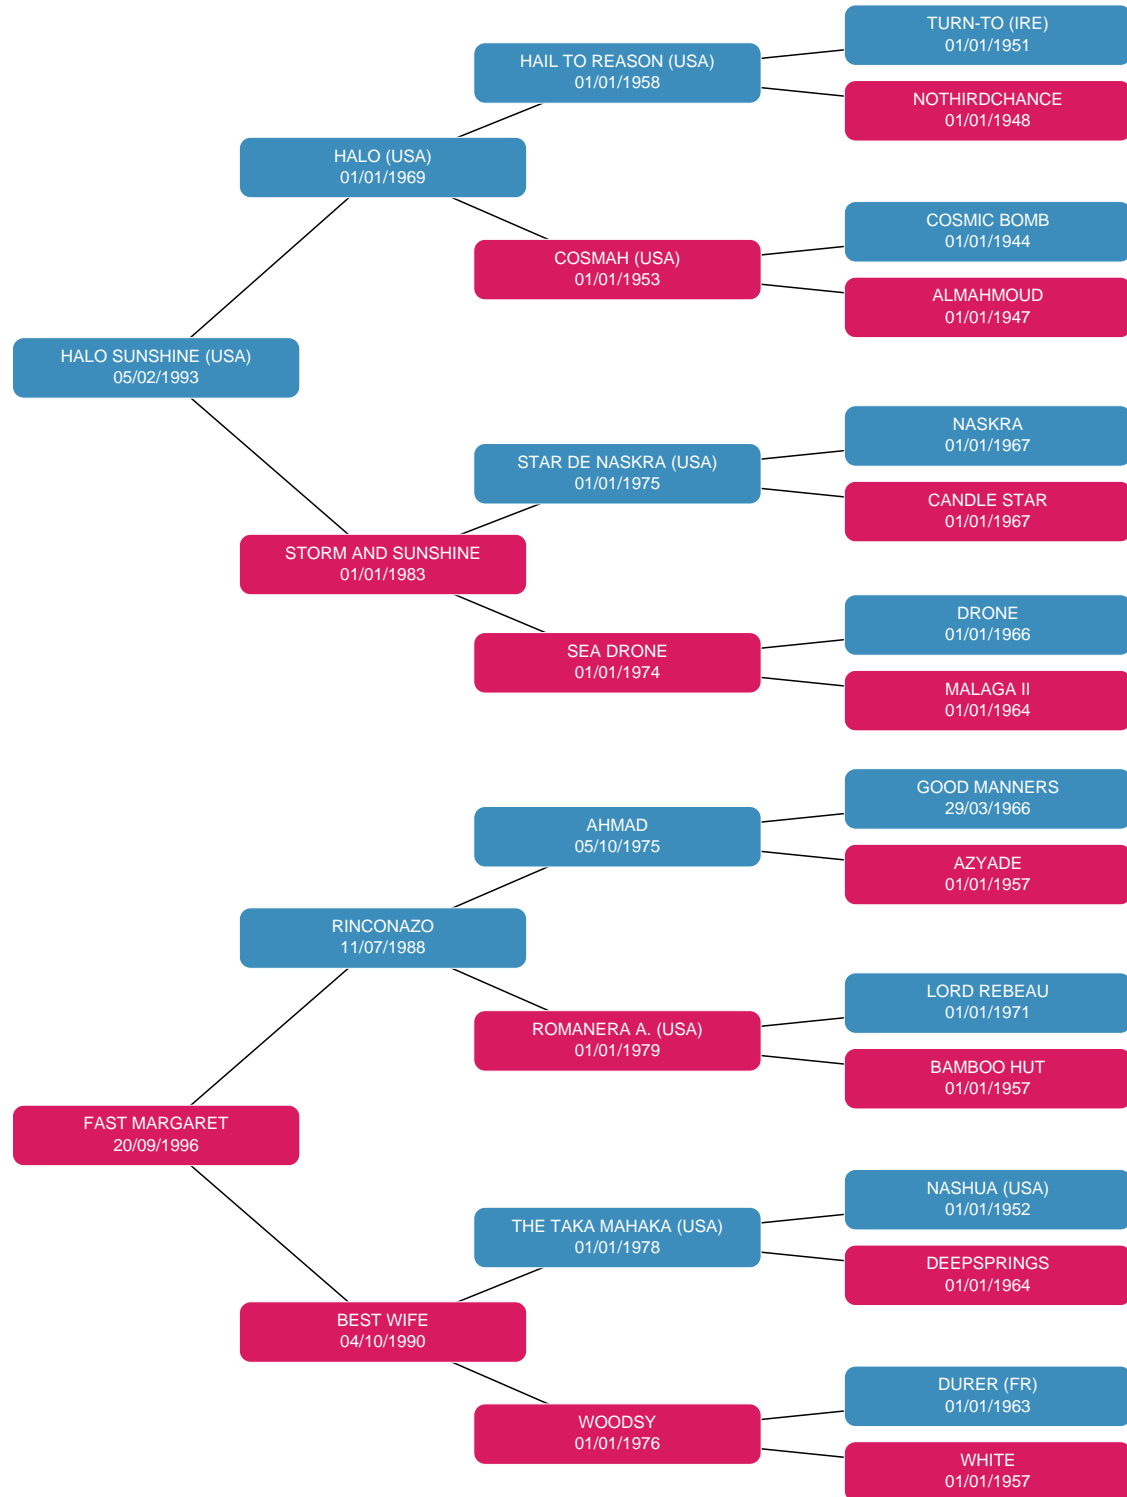 TURN-TO (IRE)
01/01/1951
HAIL TO REASON (USA)
01/01/1958
NOTHIRDCHANCE
01/01/1948
HALO (USA)
01/01/1969
COSMIC BOMB
01/01/1944
COSMAH (USA)
01/01/1953
ALMAHMOUD
01/01/1947
HALO SUNSHINE (USA)
05/02/1993
NASKRA
01/01/1967
STAR DE NASKRA (USA)
01/01/1975
CANDLE STAR
01/01/1967
STORM AND SUNSHINE
01/01/1983
DRONE
01/01/1966
SEA DRONE
01/01/1974
MALAGA II
01/01/1964
GOOD MANNERS
29/03/1966
AHMAD
05/10/1975
AZYADE
01/01/1957
RINCONAZO
11/07/1988
LORD REBEAU
01/01/1971
ROMANERA A. (USA)
01/01/1979
BAMBOO HUT
01/01/1957
FAST MARGARET
20/09/1996
NASHUA (USA)
01/01/1952
THE TAKA MAHAKA (USA)
01/01/1978
DEEPSPRINGS
01/01/1964
BEST WIFE
04/10/1990
DURER (FR)
01/01/1963
WOODSY
01/01/1976
WHITE
01/01/1957